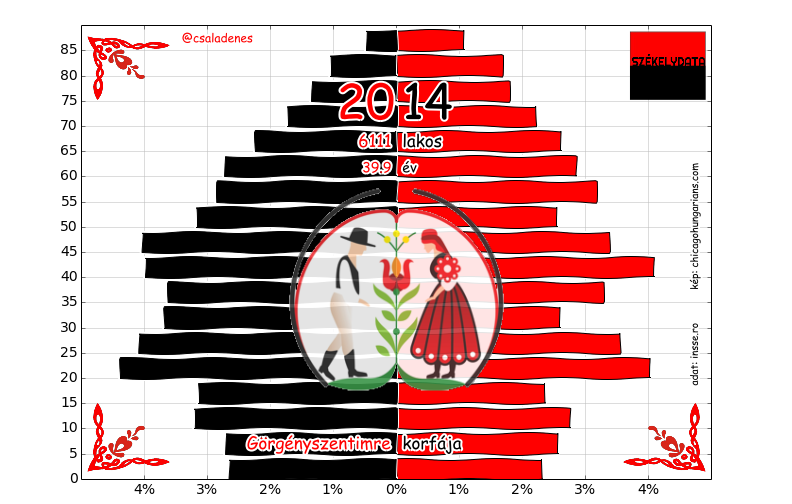 @csaladenes
SZÉKELYDATA
2014
6111 lakos
39.9 év
kép: chicagohungarians.com
adat: insse.ro
Görgényszentimre korfája
85
80
75
70
65
60
55
50
45
40
35
30
25
20
15
10
5
0
4% 3% 2% 1% 0% 1% 2% 3% 4%